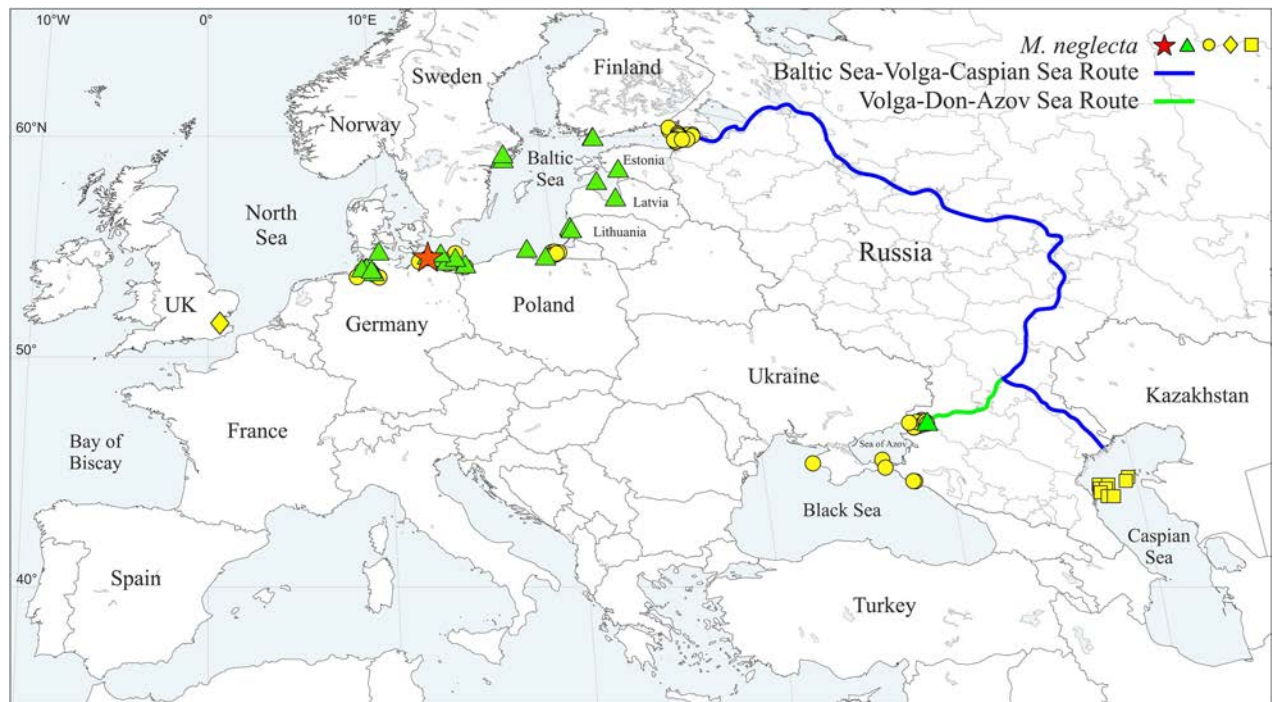 10°W
0°
10°E
M. neglecta
Baltic Sea-Volga-Caspian Sea Route
Volga-Don-Azov Sea Route
Sweden
Finland
Norway
60°N
Baltic
Sea
Estonia
Latvia
Lithuania
North
Sea
Russia
UK
Germany
Poland
50°
Ukraine
Kazakhstan
France
Bay of
Biscay
Sea of Azov
Black Sea
Caspian
Sea
Spain
40°
Turkey